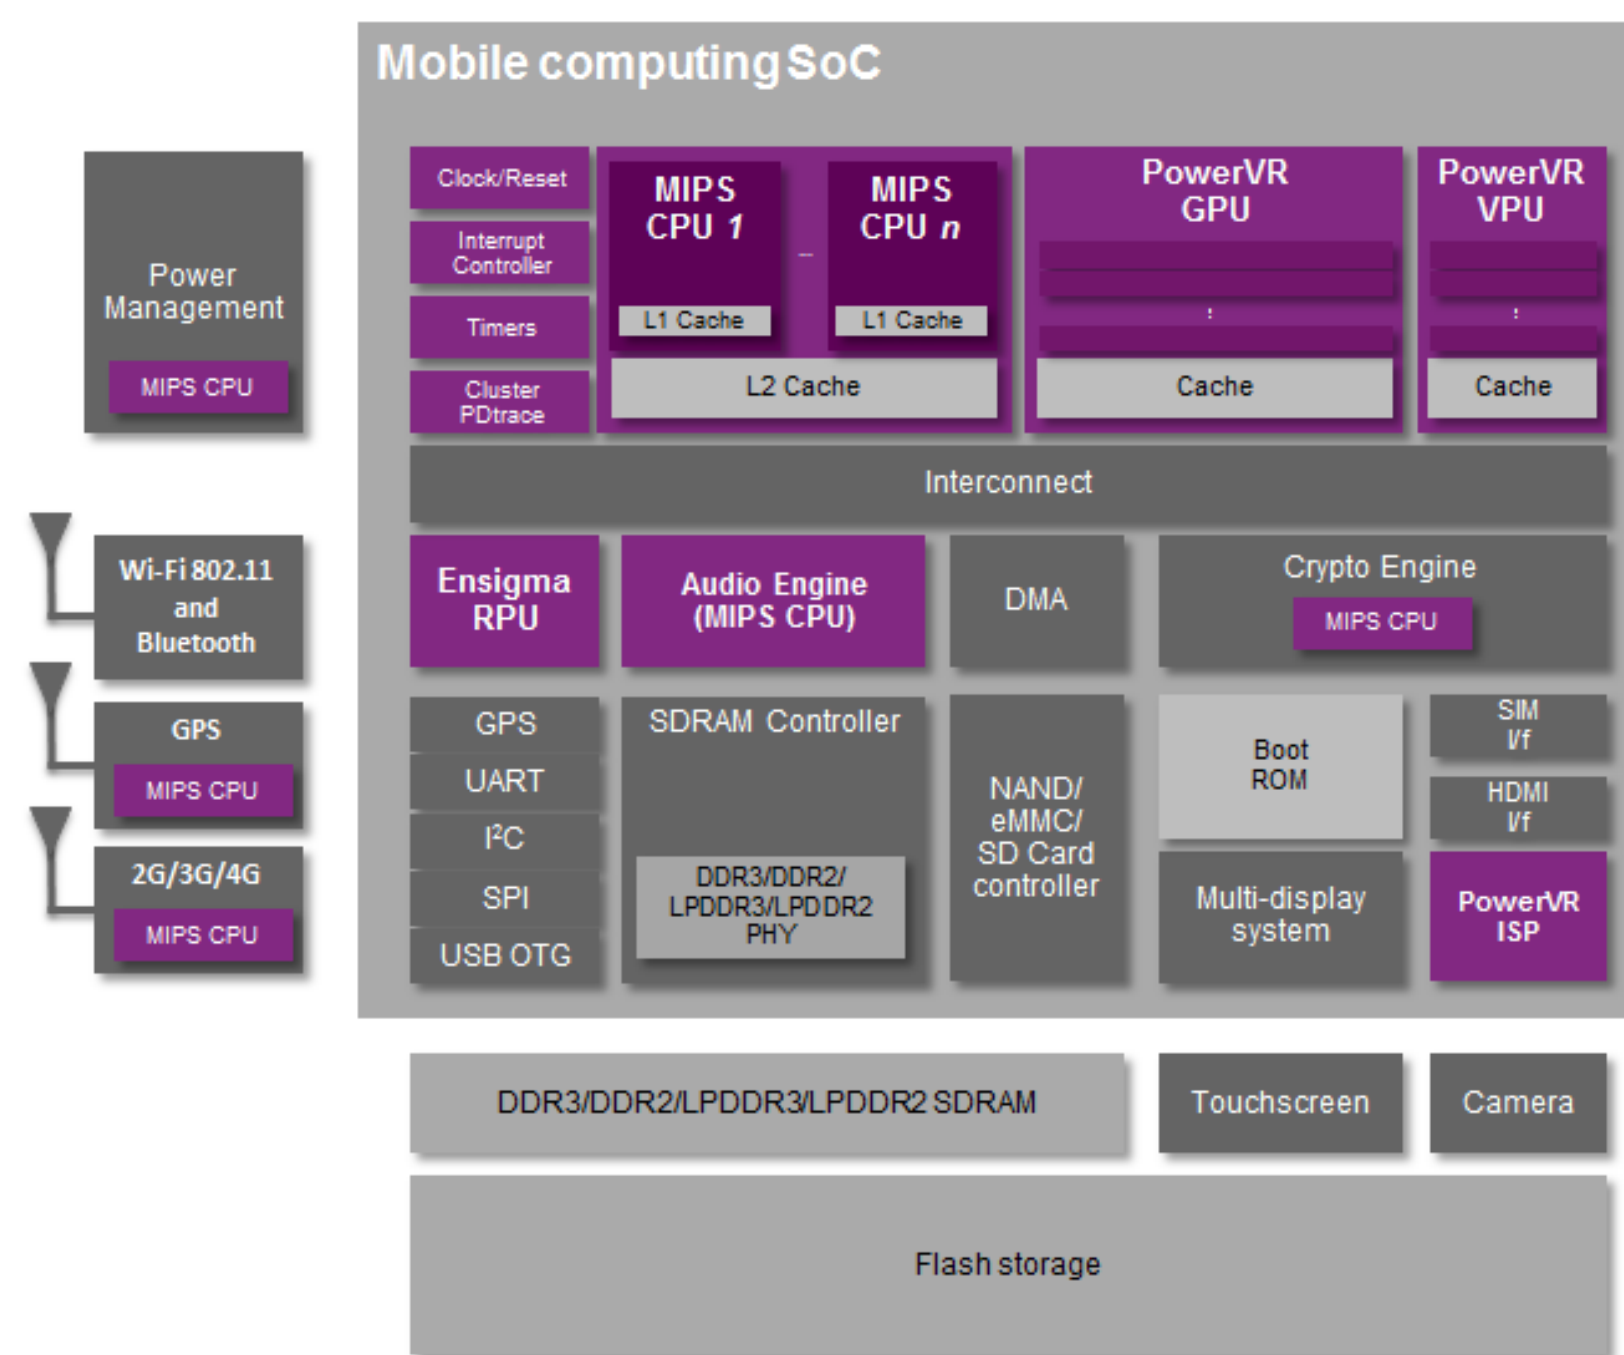 Mobile computing SoC
Power
Management
MIPS CPU
Clock/Reset
Interrupt
Controller
Timers
Cluster
PDtrace
MIPS
CPU 1
L1 Cache
...
MIPS
CPU n
L1 Cache
L2 Cache
PowerVR
GPU
:
Cache
PowerVR
VPU
:
Cache
Interconnect
Wi-Fi 802.11
and
Bluetooth
GPS
MIPS CPU
2G/3G/4G
MIPS CPU
Ensigma
RPU
Audio Engine
(MIPS CPU)
DMA
Crypto Engine
MIPS CPU
GPS
UART
I²C
SPI
USB OTG
SDRAM Controller
DDR3/DDR2/
LPDDR3/LPDDR2
PHY
NAND/
eMMC/
SD Card
controller
Boot
ROM
Multi-display
system
SIM
I/f
HDMI
I/f
PowerVR
ISP
DDR3/DDR2/LPDDR3/LPDDR2 SDRAM
Touchscreen
Camera
Flash storage